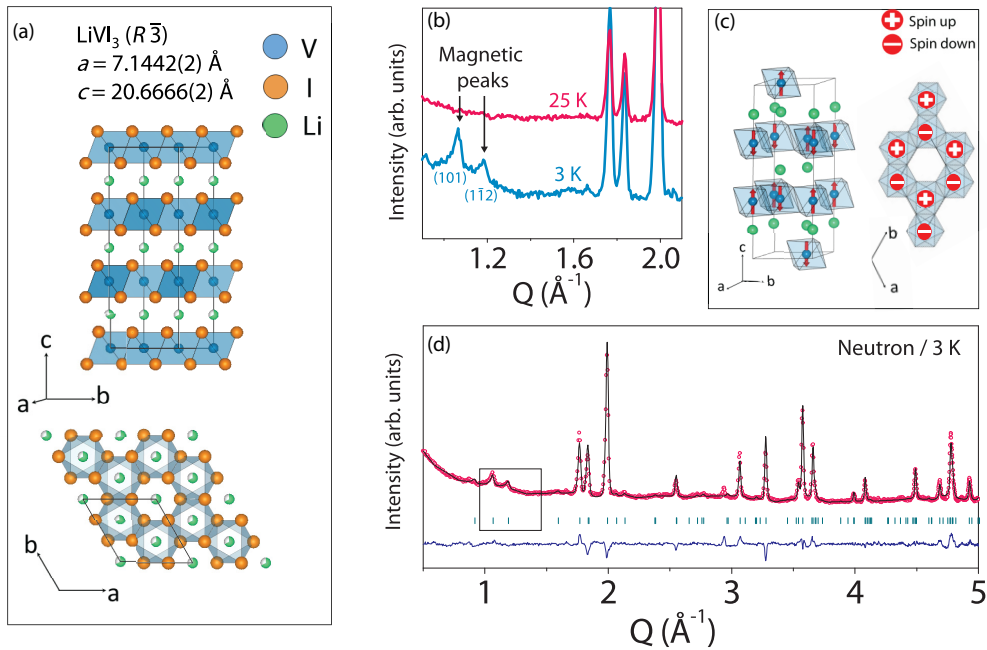 (a)
LiVI₃ (R3̅)
a = 7.1442(2) Å
c = 20.6666(2) Å
V
I
Li
c
a
b
b
a
(b)
Intensity (arb. units)
Magnetic
peaks
25 K
3 K
(101)
(11̅2)
1.2
1.6
2.0
Q (Å⁻¹)
(c)
Spin up
Spin down
c
a
b
b
a
(d)
Neutron / 3 K
Intensity (arb. units)
1
2
3
4
5
Q (Å⁻¹)